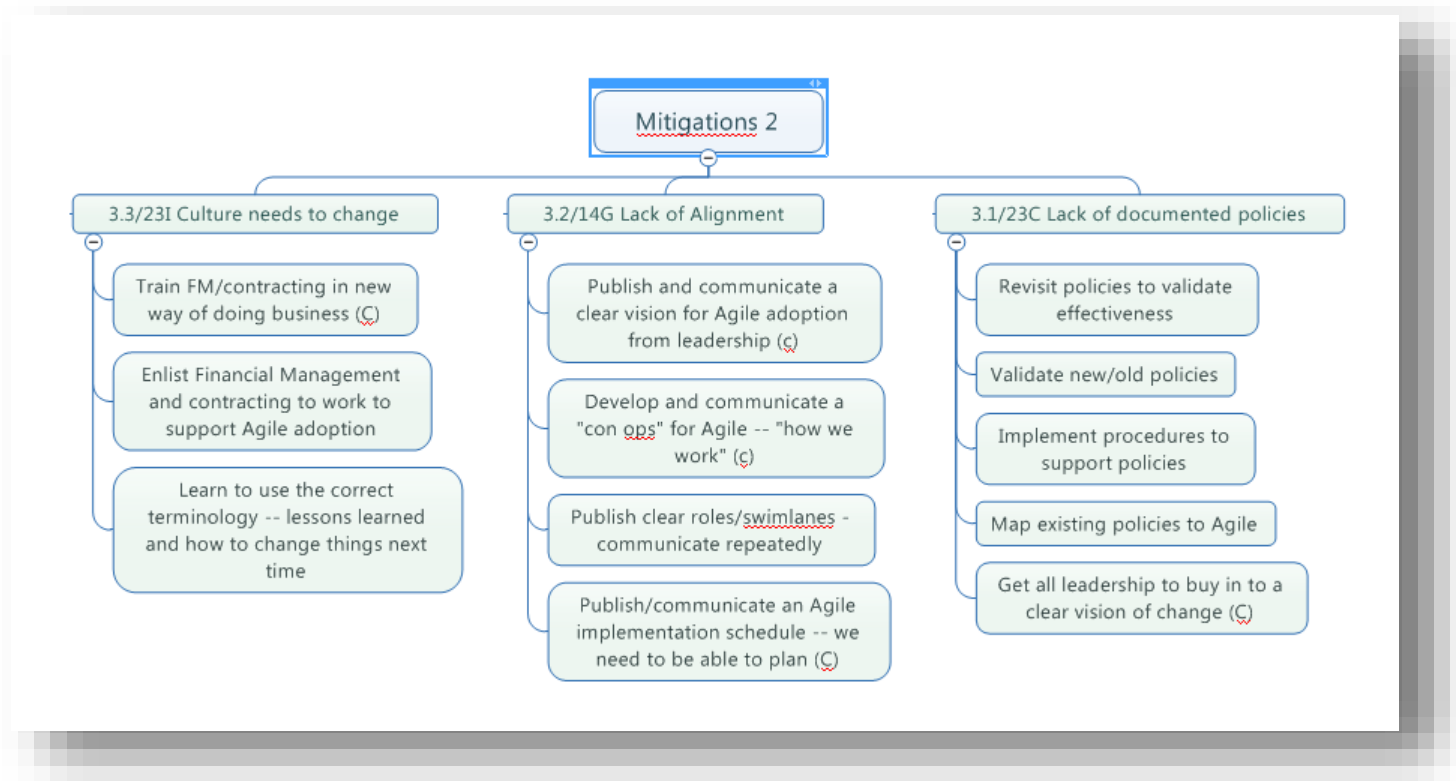 Mitigations 2
3.3/23I Culture needs to change
Train FM/contracting in new
way of doing business (C)
Enlist Financial Management
and contracting to work to
support Agile adoption
Learn to use the correct
terminology -- lessons learned
and how to change things next
time
3.2/14G Lack of Alignment
Publish and communicate a
clear vision for Agile adoption
from leadership (c)
Develop and communicate a
"con ops" for Agile -- "how we
work" (c)
Publish clear roles/swimlanes -
communicate repeatedly
Publish/communicate an Agile
implementation schedule -- we
need to be able to plan (C)
3.1/23C Lack of documented policies
Revisit policies to validate
effectiveness
Validate new/old policies
Implement procedures to
support policies
Map existing policies to Agile
Get all leadership to buy in to a
clear vision of change (C)